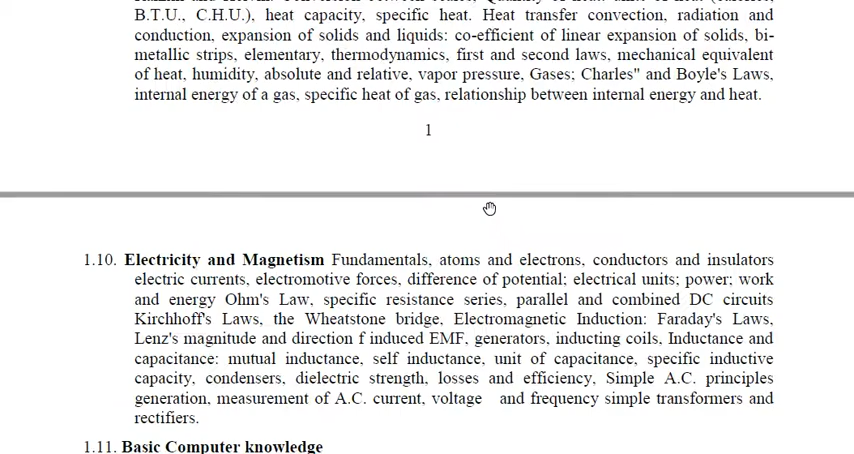 B.T.U., C.H.U.), heat capacity, specific heat. Heat transfer convection, radiation and
conduction, expansion of solids and liquids: co-efficient of linear expansion of solids, bi-
metallic strips, elementary, thermodynamics, first and second laws, mechanical equivalent
of heat, humidity, absolute and relative, vapor pressure, Gases; Charles" and Boyle's Laws,
internal energy of a gas, specific heat of gas, relationship between internal energy and heat.
1
1.10. Electricity and Magnetism Fundamentals, atoms and electrons, conductors and insulators
electric currents, electromotive forces, difference of potential; electrical units; power; work
and energy Ohm's Law, specific resistance series, parallel and combined DC circuits
Kirchhoff's Laws, the Wheatstone bridge, Electromagnetic Induction: Faraday's Laws,
Lenz's magnitude and direction f induced EMF, generators, inducting coils, Inductance and
capacitance: mutual inductance, self inductance, unit of capacitance, specific inductive
capacity, condensers, dielectric strength, losses and efficiency, Simple A.C. principles
generation, measurement of A.C. current, voltage and frequency simple transformers and
rectifiers.
1.11. Basic Computer knowledge